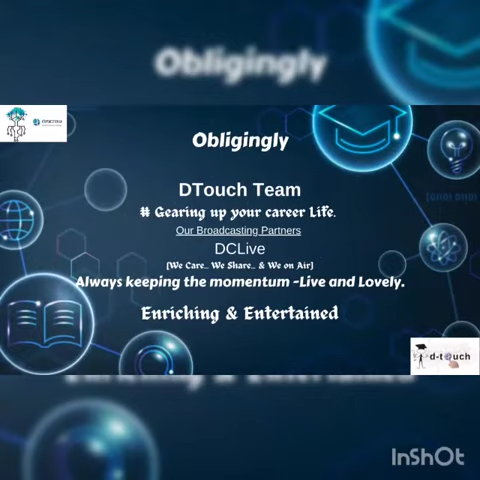 Obligingly
Obligingly
DTouch Team
# Gearing up your career Life.
Our Broadcasting Partners
DCLive
(We Care.. We Share.. & We on Air)
Always keeping the momentum -Live and Lovely.
Enriching & Entertained
d-touch
InShOt